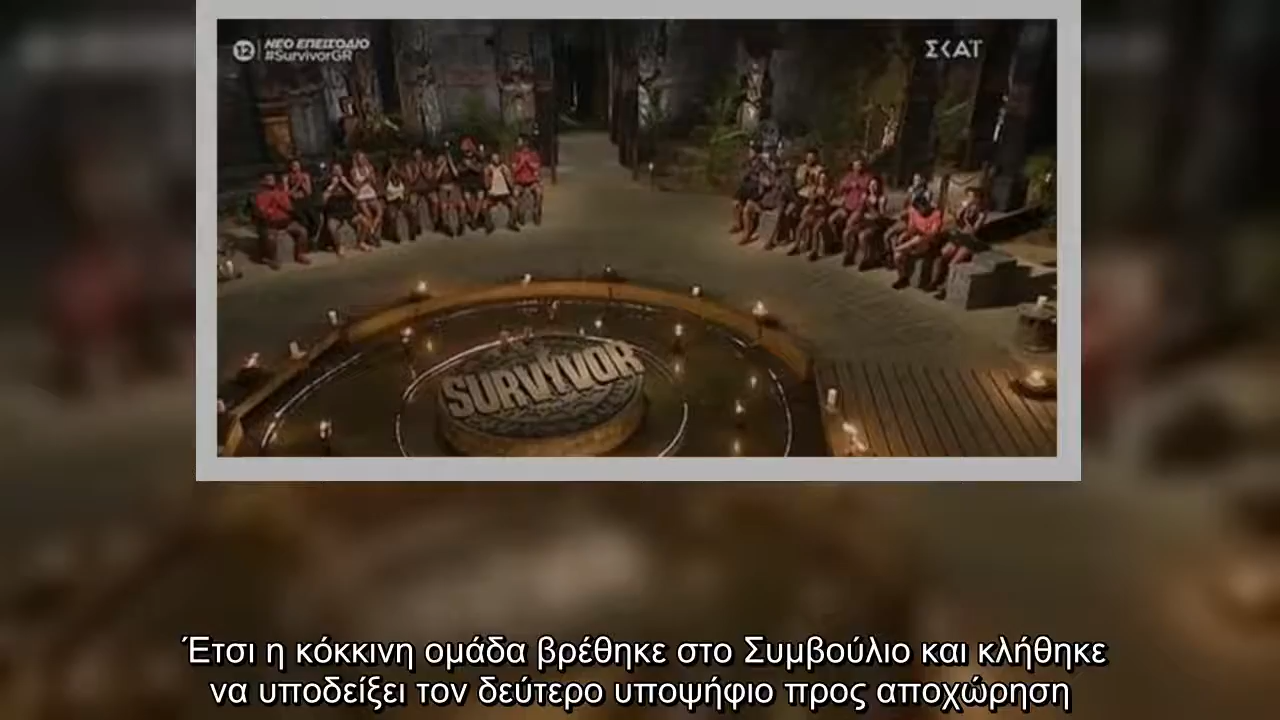 12 ΝΕΟ ΕΠΕΙΣΟΔΙΟ
#SurvivorGR
ΣΚΑΪ
SURVIVOR
Έτσι η κόκκινη ομάδα βρέθηκε στο Συμβούλιο και κλήθηκε
να υποδείξει τον δεύτερο υποψήφιο προς αποχώρηση